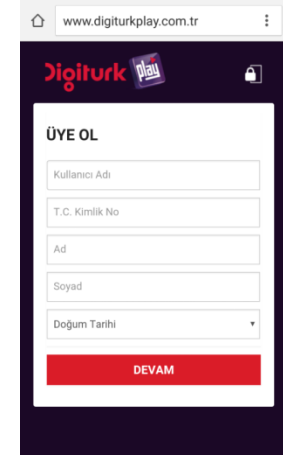 www.digiturkplay.com.tr
Digiturk play
ÜYE OL
Kullanıcı Adı
T.C. Kimlik No
Ad
Soyad
Doğum Tarihi
DEVAM